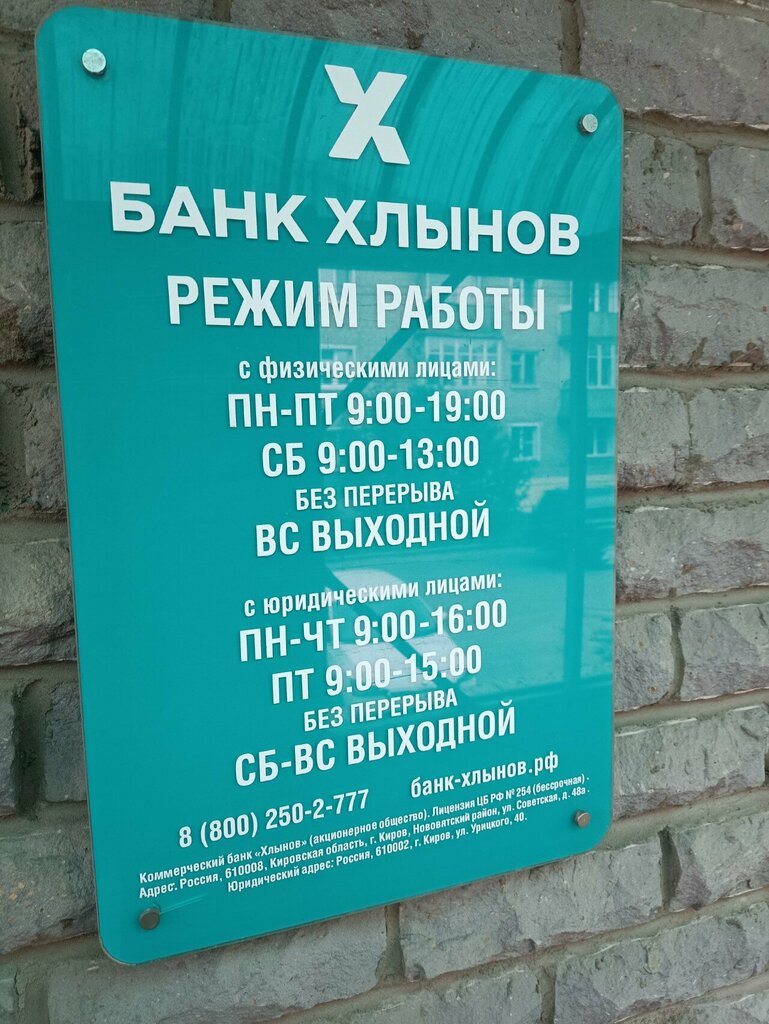 БАНК ХЛЫНОВ
РЕЖИМ РАБОТЫ
с физическими лицами:
ПН-ПТ 9:00-19:00
СБ 9:00-13:00
БЕЗ ПЕРЕРЫВА
ВС ВЫХОДНОЙ
с юридическими лицами:
ПН-ЧТ 9:00-16:00
ПТ 9:00-15:00
БЕЗ ПЕРЕРЫВА
СБ-ВС ВЫХОДНОЙ
8 (800) 250-2-777 банк-хлынов.рф
Коммерческий банк «Хлынов» (акционерное общество). Лицензия ЦБ РФ № 254 (бессрочная).
Адрес: Россия, 610008, Кировская область, г. Киров, Нововятский район, ул. Советская, д. 48а.
Юридический адрес: Россия, 610002, г. Киров, ул. Урицкого, 40.